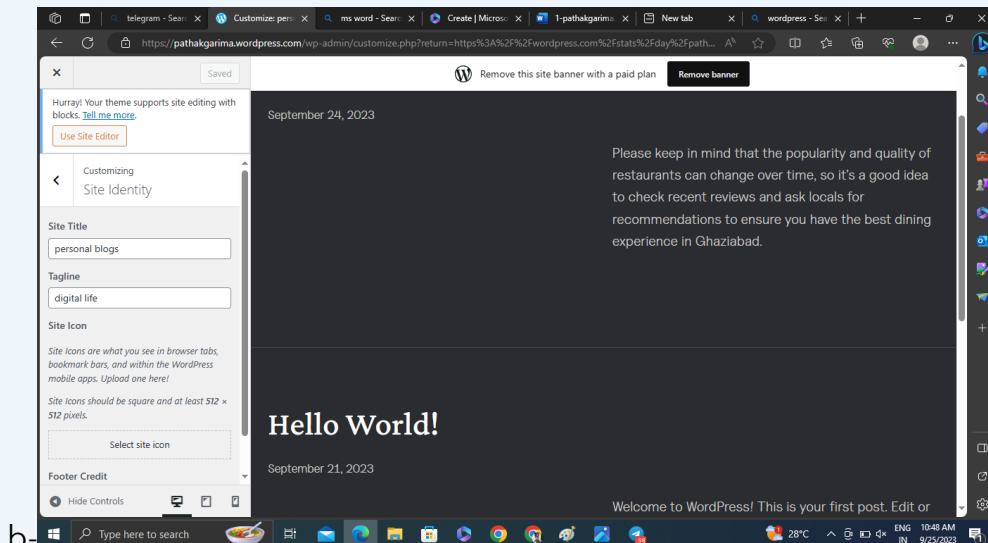 telegram - Sear
Customize: pers
ms word - Searc
Create | Microso
1-pathakgarima.
New tab
wordpress - Sea
https://pathakgarima.wordpress.com/wp-admin/customize.php?return=https%3A%2F%2Fwordpress.com%2Fstats%2Fday%2Fpath...
Saved
Remove this site banner with a paid plan
Remove banner
Hurray! Your theme supports site editing with
blocks. Tell me more.
Use Site Editor
Customizing
Site Identity
Site Title
personal blogs
Tagline
digital life
Site Icon
Site Icons are what you see in browser tabs,
bookmark bars, and within the WordPress
mobile apps. Upload one here!
Site Icons should be square and at least 512 ×
512 pixels.
Select site icon
Footer Credit
Hide Controls
September 24, 2023
Please keep in mind that the popularity and quality of
restaurants can change over time, so it's a good idea
to check recent reviews and ask locals for
recommendations to ensure you have the best dining
experience in Ghaziabad.
Hello World!
September 21, 2023
Welcome to WordPress! This is your first post. Edit or
b-
Type here to search
28°C
ENG
IN
10:48 AM
9/25/2023